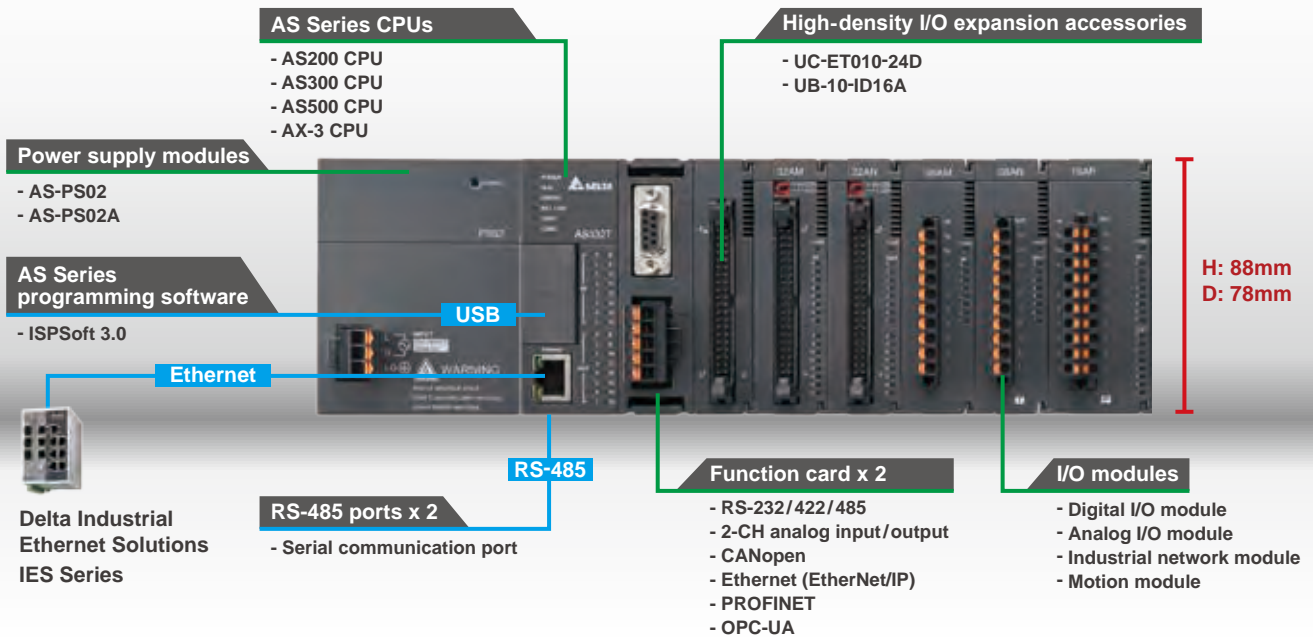 AS Series CPUs
- AS200 CPU
- AS300 CPU
- AS500 CPU
- AX-3 CPU
High-density I/O expansion accessories
- UC-ET010-24D
- UB-10-ID16A
Power supply modules
- AS-PS02
- AS-PS02A
AS Series
programming software
- ISPSoft 3.0
USB
Ethernet
RS-485
DELTA
PS02
AS332T
WARNING
32AM
32AN
H: 88mm
D: 78mm
Delta Industrial
Ethernet Solutions
IES Series
RS-485 ports x 2
- Serial communication port
Function card x 2
- RS-232/422/485
- 2-CH analog input/output
- CANopen
- Ethernet (EtherNet/IP)
- PROFINET
- OPC-UA
I/O modules
- Digital I/O module
- Analog I/O module
- Industrial network module
- Motion module